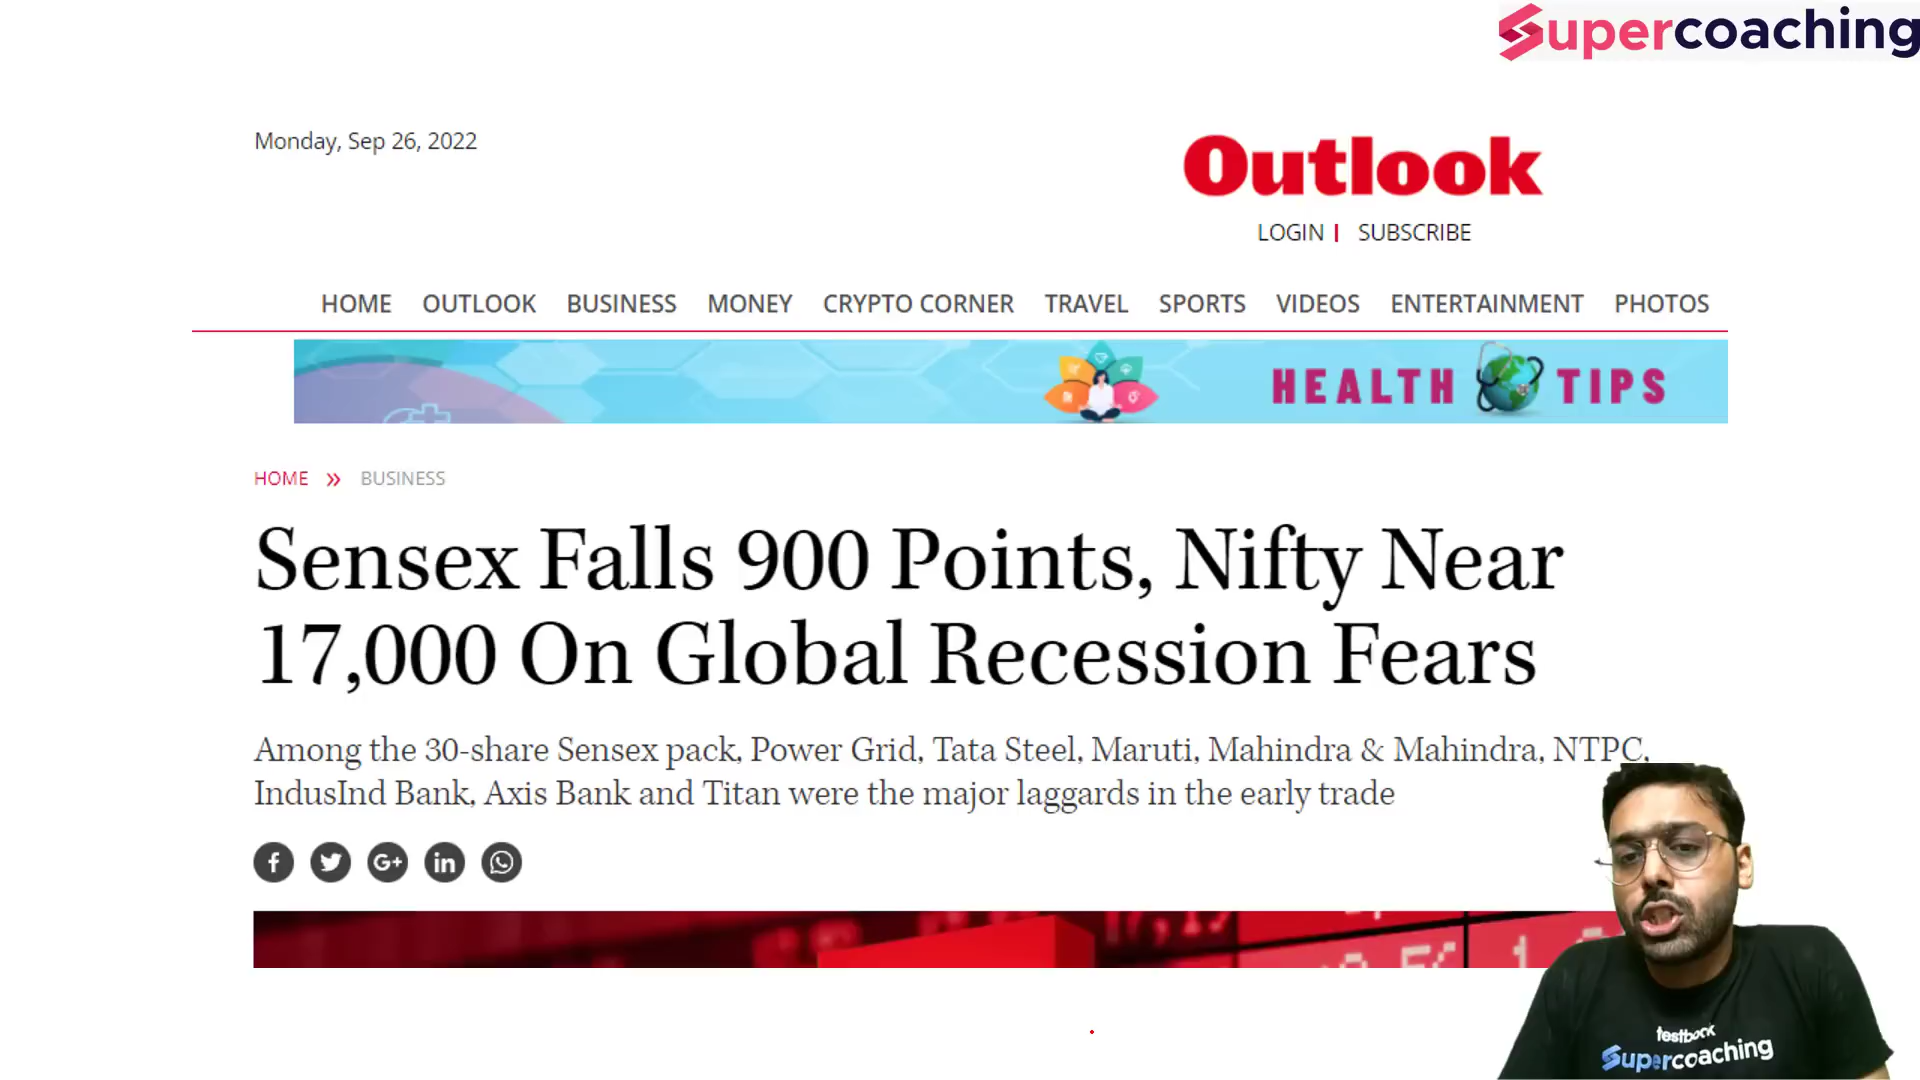 Supercoaching
Monday, Sep 26, 2022
Outlook
LOGIN | SUBSCRIBE
HOME OUTLOOK BUSINESS MONEY CRYPTO CORNER TRAVEL SPORTS VIDEOS ENTERTAINMENT PHOTOS
HEALTH TIPS
HOME » BUSINESS
Sensex Falls 900 Points, Nifty Near
17,000 On Global Recession Fears
Among the 30-share Sensex pack, Power Grid, Tata Steel, Maruti, Mahindra & Mahindra, NTPC,
IndusInd Bank, Axis Bank and Titan were the major laggards in the early trade
testbook
Supercoaching